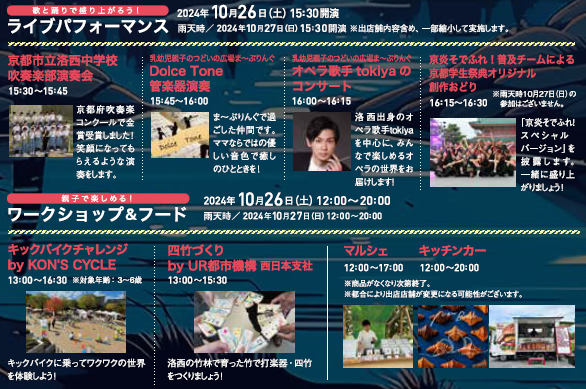 歌と踊りで盛り上がろう!
ライブパフォーマンス
2024年 10月26日(土) 15:30開演
雨天時/2024年10月27日(日)15:30開演 ※出店舗内容含め、一部縮小して実施します。
京都市立洛西中学校
吹奏楽部演奏会
15:30〜15:45
京都府吹奏楽
コンクールで金
賞受賞しました!
笑顔になっても
らえるような演
奏をします。
乳幼児親子のつどいの広場ま〜ぶりんぐ
Dolce Tone
管楽器演奏
15:45〜16:00
Dolce Tone
ま〜ぶりんぐで過
ごした仲間です。
ママならではの優
しい音色で癒し
のひとときを!
乳幼児親子のつどいの広場ま〜ぶりんぐ
オペラ歌手tokiyaの
コンサート
16:00〜16:15
洛西出身のオ
ペラ歌手tokiya
を中心に、みん
なで楽しめるオ
ペラの世界をお
届けします!
京炎そでふれ!普及チームによる
京都学生祭典オリジナル
創作おどり
16:15〜16:30
※雨天時10月27日(日)の
参加はございません。
「京炎そでふれ!
スペシャル
バージョン」を
披露します。
一緒に盛り上
がりましょう!
親子で楽しめる!
ワークショップ&フード
2024年 10月26日(土) 12:00〜20:00
雨天時/2024年10月27日(日) 12:00〜20:00
キックバイクチャレンジ
by KON'S CYCLE
13:00〜16:30 ※対象年齢:3〜6歳
キックバイクに乗ってワクワクの世界
を体験しよう!
四竹づくり
by UR都市機構 西日本支社
13:00〜15:30
洛西の竹林で育った竹で打楽器・四竹
をつくりましょう!
マルシェ
12:00〜17:00
キッチンカー
12:00〜20:00
※商品がなくなり次第終了。
※都合により出店店舗が変更になる可能性がございます。